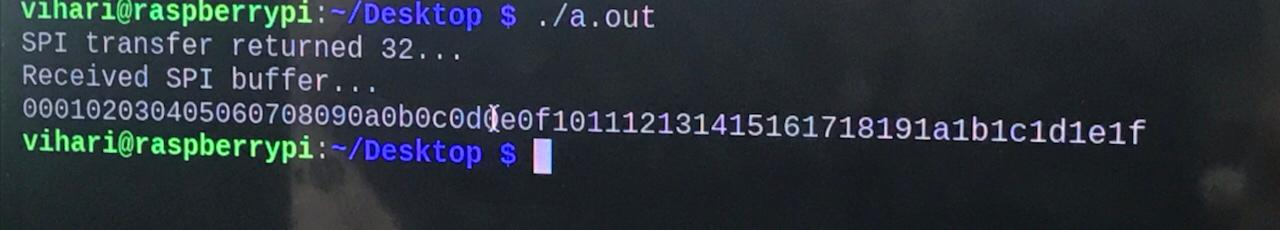 vihari@raspberrypi:~/Desktop $ ./a.out
SPI transfer returned 32...
Received SPI buffer...
000102030405060708090a0b0c0d0e0f101112131415161718191a1b1c1d1e1f
vihari@raspberrypi:~/Desktop $